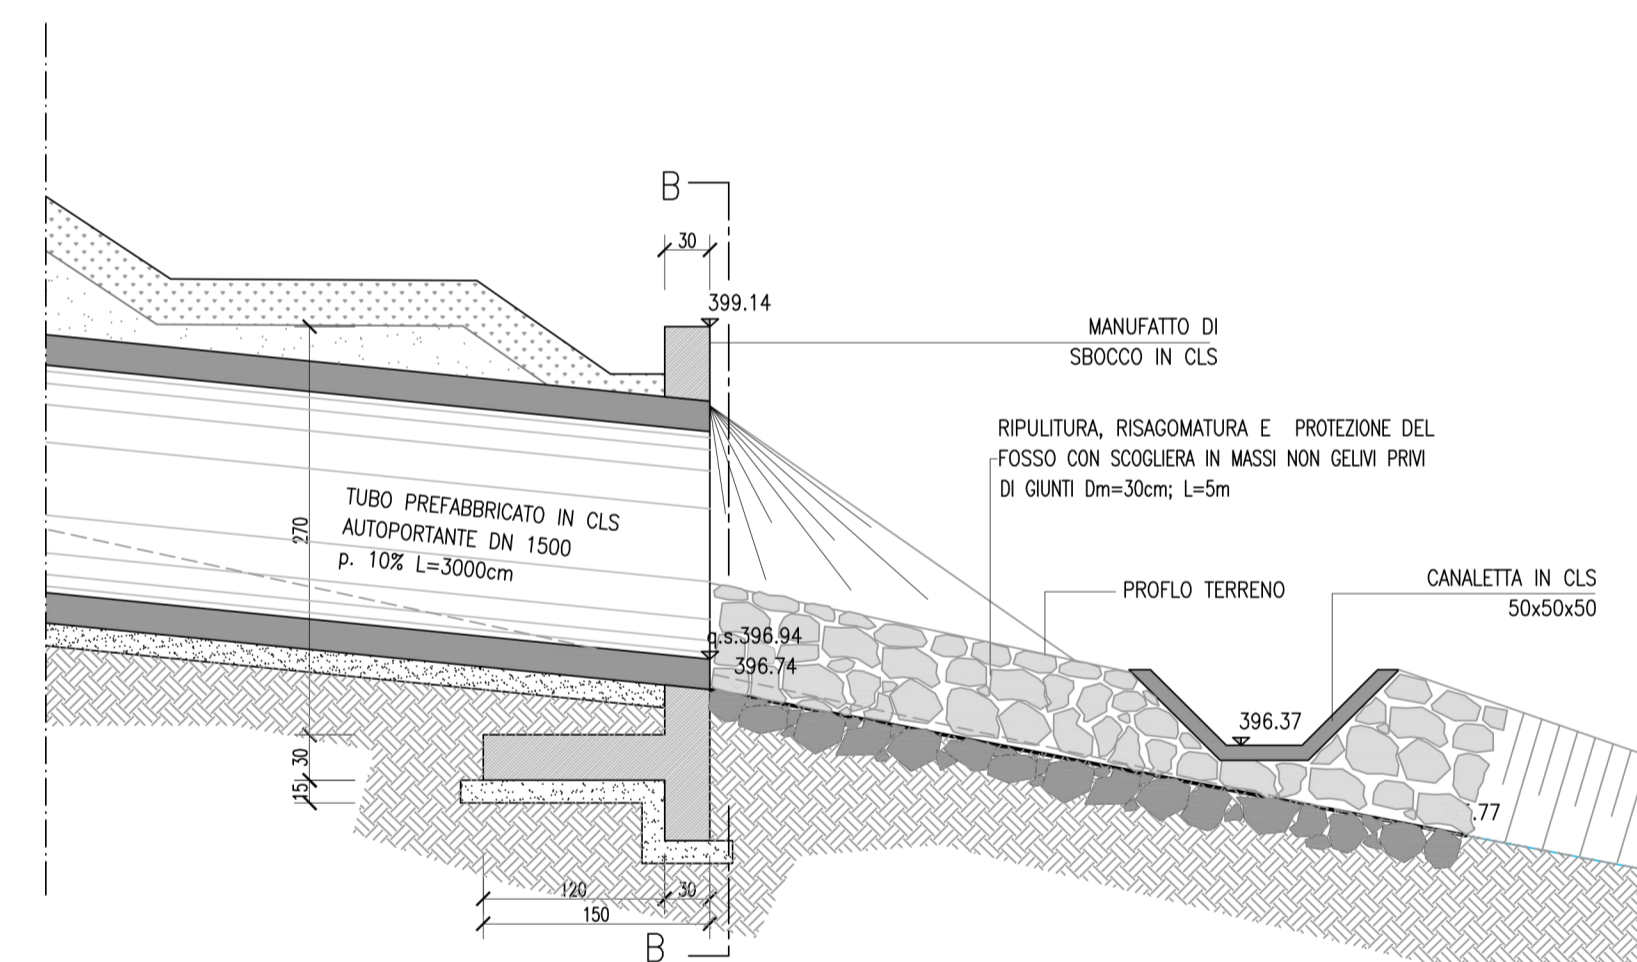 B
30
399.14
MANUFATTO DI
SBOCCO IN CLS
RIPULITURA, RISAGOMATURA E PROTEZIONE DEL
FOSSO CON SCOGLIERA IN MASSI NON GELIVI PRIVI
DI GIUNTI Dm=30cm; L=5m
TUBO PREFABBRICATO IN CLS
AUTOPORTANTE DN 1500
p. 10% L=3000cm
270
PROFLO TERRENO
CANALETTA IN CLS
50x50x50
q.s.396.94
396.74
396.37
30
15
.77
120
30
150
B